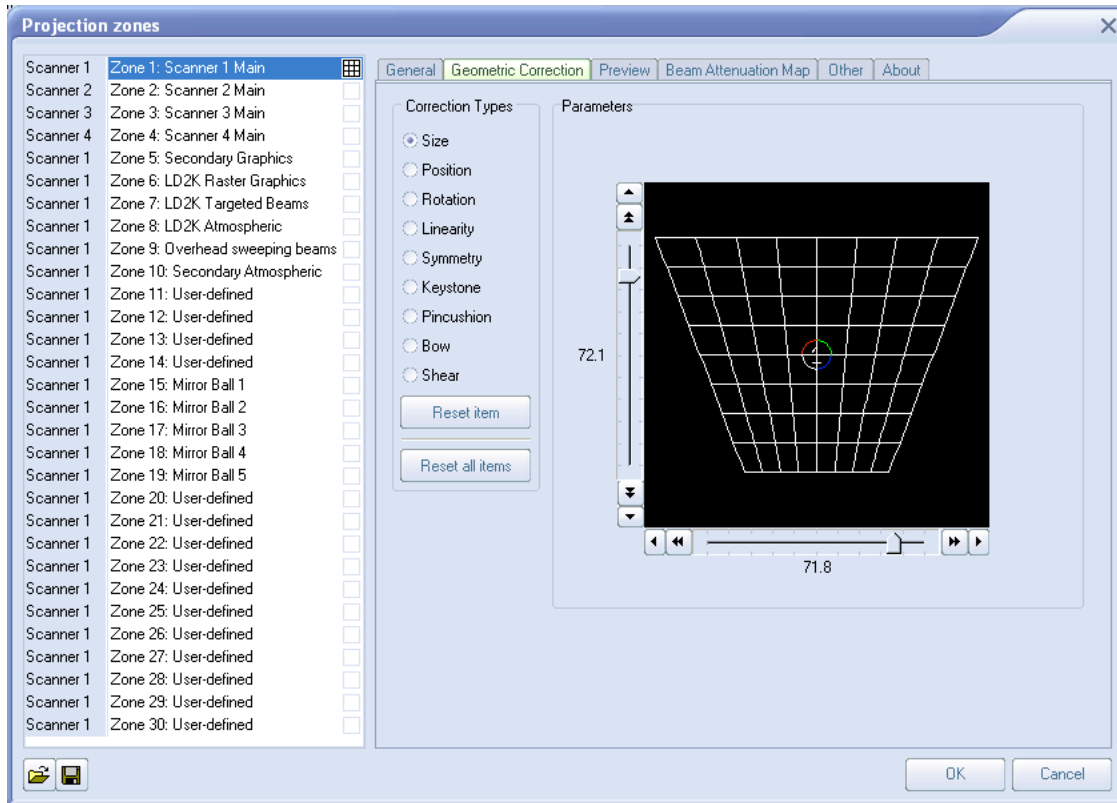 Projection zones
Scanner 1 Zone 1: Scanner 1 Main
Scanner 2 Zone 2: Scanner 2 Main
Scanner 3 Zone 3: Scanner 3 Main
Scanner 4 Zone 4: Scanner 4 Main
Scanner 1 Zone 5: Secondary Graphics
Scanner 1 Zone 6: LD2K Raster Graphics
Scanner 1 Zone 7: LD2K Targeted Beams
Scanner 1 Zone 8: LD2K Atmospheric
Scanner 1 Zone 9: Overhead sweeping beams
Scanner 1 Zone 10: Secondary Atmospheric
Scanner 1 Zone 11: User-defined
Scanner 1 Zone 12: User-defined
Scanner 1 Zone 13: User-defined
Scanner 1 Zone 14: User-defined
Scanner 1 Zone 15: Mirror Ball 1
Scanner 1 Zone 16: Mirror Ball 2
Scanner 1 Zone 17: Mirror Ball 3
Scanner 1 Zone 18: Mirror Ball 4
Scanner 1 Zone 19: Mirror Ball 5
Scanner 1 Zone 20: User-defined
Scanner 1 Zone 21: User-defined
Scanner 1 Zone 22: User-defined
Scanner 1 Zone 23: User-defined
Scanner 1 Zone 24: User-defined
Scanner 1 Zone 25: User-defined
Scanner 1 Zone 26: User-defined
Scanner 1 Zone 27: User-defined
Scanner 1 Zone 28: User-defined
Scanner 1 Zone 29: User-defined
Scanner 1 Zone 30: User-defined
General Geometric Correction Preview Beam Attenuation Map Other About
Correction Types
Size
Position
Rotation
Linearity
Symmetry
Keystone
Pincushion
Bow
Shear
Reset item
Reset all items
Parameters
72.1
1
71.8
OK Cancel